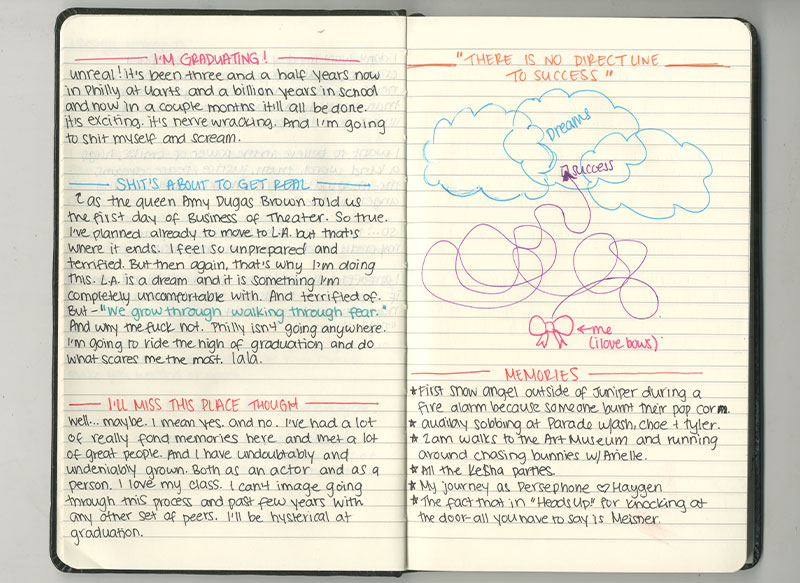 I'M GRADUATING!
unreal! it's been three and a half years now
in Philly at Uarts and a billion years in school
and now in a couple months it'll all be done.
it's exciting. it's nerve wracking. And I'm going
to shit myself and scream.
SHIT'S ABOUT TO GET REAL
as the queen Amy Dugas Brown told us
the first day of Business of Theater. So true.
I've planned already to move to L.A. but that's
where it ends. I feel so unprepared and
terrified. But then again, that's why I'm doing
this. L.A. is a dream and it is something I'm
completely uncomfortable with. And terrified of.
But - "We grow through walking through fear."
And why the fuck not. Philly isn't going anywhere.
I'm going to ride the high of graduation and do
what scares me the most. lala.
I'LL MISS THIS PLACE THOUGH
well... maybe. I mean yes. and no. I've had a lot
of really fond memories here and met a lot
of great people. And I have undoubtably and
undeniably grown. Both as an actor and as a
person. I love my class. I can't image going
through this process and past few years with
any other set of peers. I'll be hysterical at
graduation.
"THERE IS NO DIRECT LINE
TO SUCCESS"
Dreams
success
me
(i love bows)
MEMORIES
★First snow angel outside of Juniper during a
fire alarm because someone burnt their pop corn.
★ audibly sobbing at Parade w/ash, choe + tyler.
★ 2am walks to the Art Museum and running
around chasing bunnies w/ Arielle.
★ All the Ke$ha parties.
★ My journey as Persephone ♡ Haygen
★ The fact that in "Heads Up" for knocking at
the door-all you have to say is Meisner.